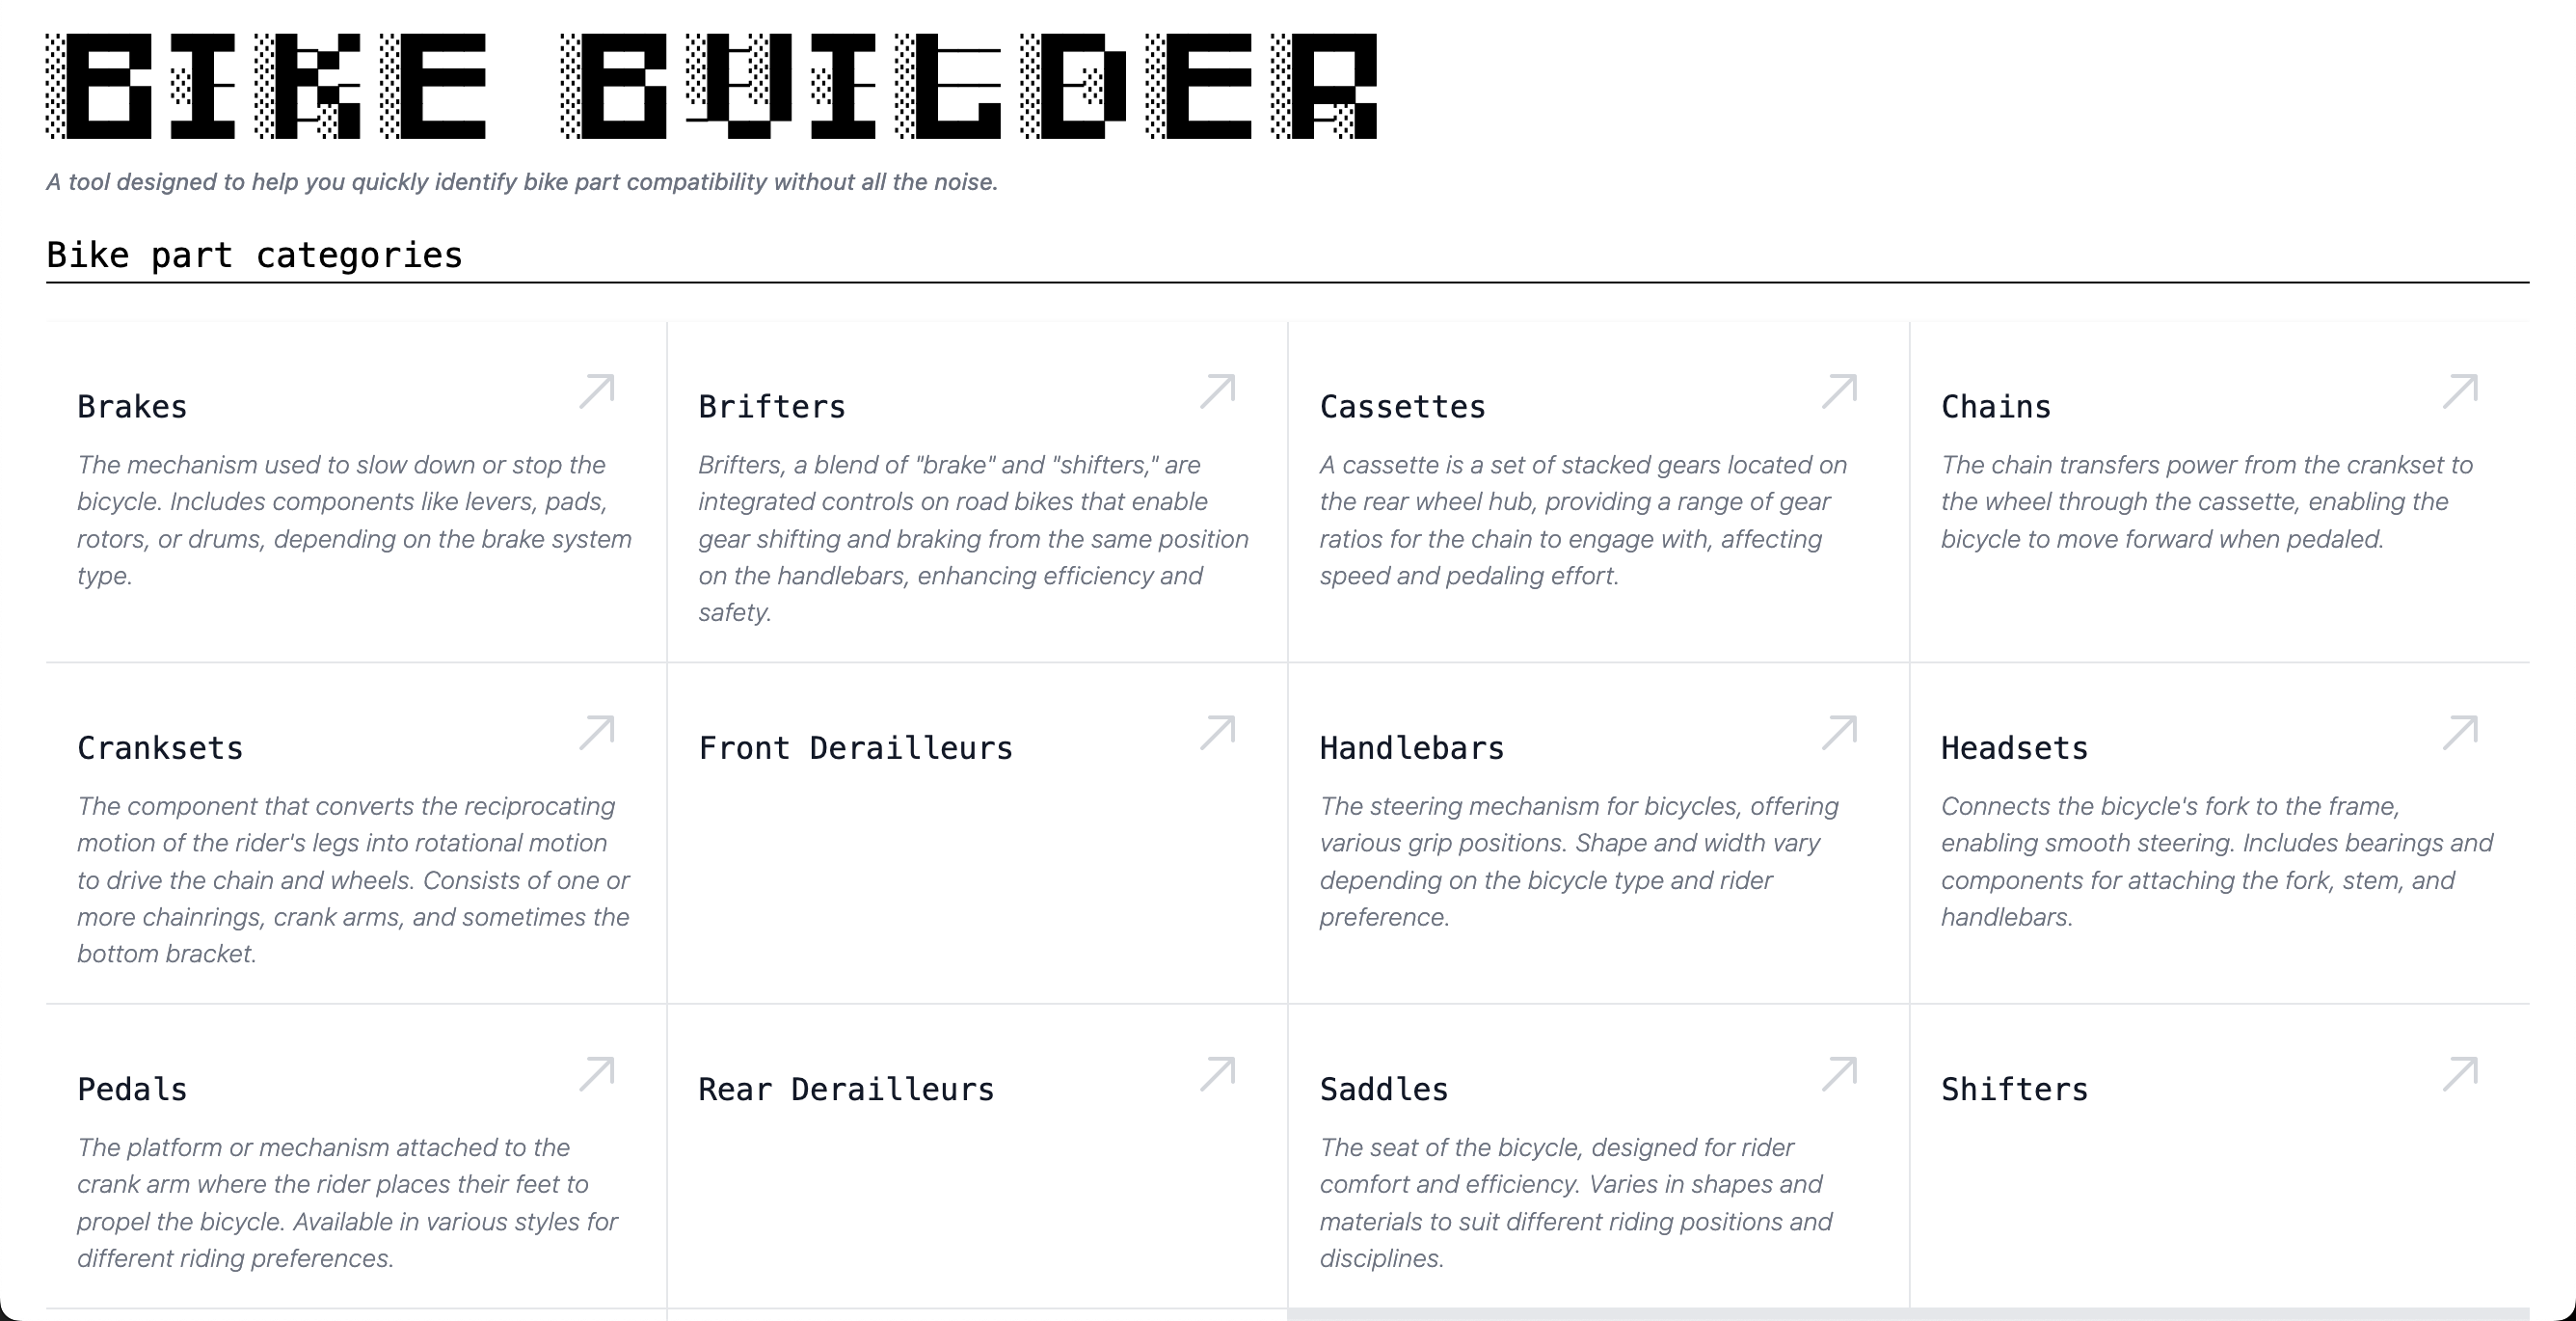 BIKE BUILDER
A tool designed to help you quickly identify bike part compatibility without all the noise.
Bike part categories
Brakes
The mechanism used to slow down or stop the
bicycle. Includes components like levers, pads,
rotors, or drums, depending on the brake system
type.
Brifters
Brifters, a blend of "brake" and "shifters," are
integrated controls on road bikes that enable
gear shifting and braking from the same position
on the handlebars, enhancing efficiency and
safety.
Cassettes
A cassette is a set of stacked gears located on
the rear wheel hub, providing a range of gear
ratios for the chain to engage with, affecting
speed and pedaling effort.
Chains
The chain transfers power from the crankset to
the wheel through the cassette, enabling the
bicycle to move forward when pedaled.
Cranksets
The component that converts the reciprocating
motion of the rider's legs into rotational motion
to drive the chain and wheels. Consists of one or
more chainrings, crank arms, and sometimes the
bottom bracket.
Front Derailleurs
Handlebars
The steering mechanism for bicycles, offering
various grip positions. Shape and width vary
depending on the bicycle type and rider
preference.
Headsets
Connects the bicycle's fork to the frame,
enabling smooth steering. Includes bearings and
components for attaching the fork, stem, and
handlebars.
Pedals
The platform or mechanism attached to the
crank arm where the rider places their feet to
propel the bicycle. Available in various styles for
different riding preferences.
Rear Derailleurs
Saddles
The seat of the bicycle, designed for rider
comfort and efficiency. Varies in shapes and
materials to suit different riding positions and
disciplines.
Shifters